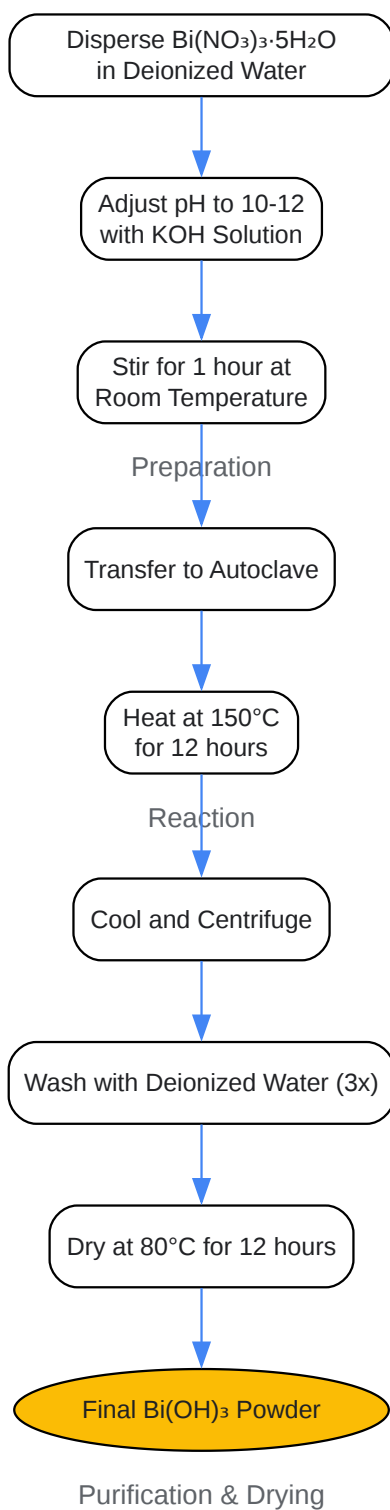 Disperse Bi(NO₃)₃·5H₂O
in Deionized Water
Adjust pH to 10-12
with KOH Solution
Stir for 1 hour at
Room Temperature
Preparation
Transfer to Autoclave
Heat at 150°C
for 12 hours
Reaction
Cool and Centrifuge
Wash with Deionized Water (3x)
Dry at 80°C for 12 hours
Final Bi(OH)₃ Powder
Purification & Drying